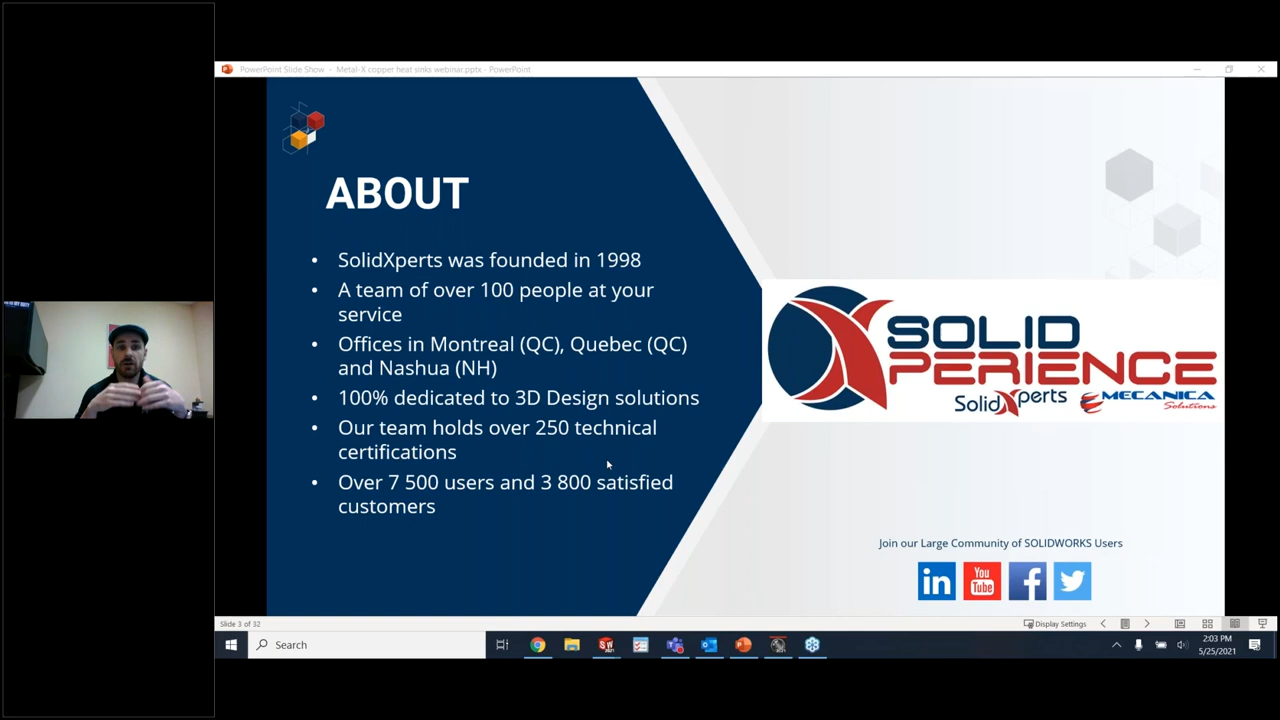 PowerPoint Slide Show - Metal-X copper heat sinks webinar.pptx - PowerPoint
ABOUT
• SolidXperts was founded in 1998
• A team of over 100 people at your
service
• Offices in Montreal (QC), Quebec (QC)
and Nashua (NH)
• 100% dedicated to 3D Design solutions
• Our team holds over 250 technical
certifications
• Over 7 500 users and 3 800 satisfied
customers
SOLID
XPERIENCE
SolidXperts
MECANICA
Solutions
Join our Large Community of SOLIDWORKS Users
in
You
Tube
f
Slide 3 of 32
Display Settings
Search
SW
2:03 PM
5/25/2021